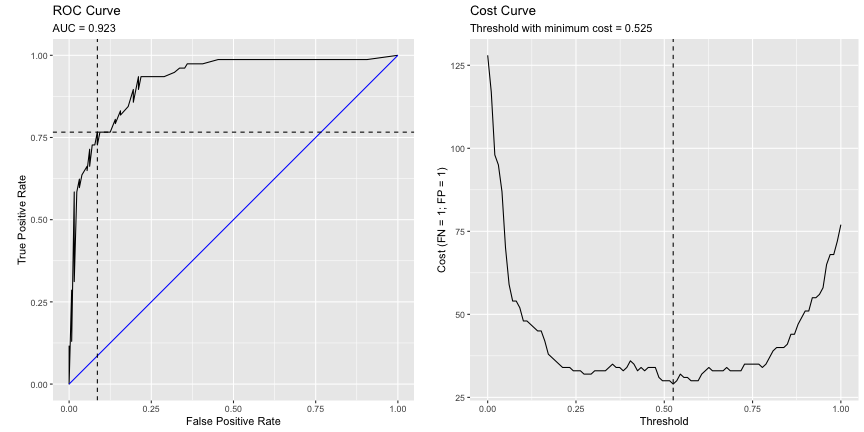 ROC Curve
AUC = 0.923
1.00
0.75
0.50
0.25
0.00
True Positive Rate
0.00 0.25 0.50 0.75 1.00
False Positive Rate
Cost Curve
Threshold with minimum cost = 0.525
125
100
75
50
25
Cost (FN = 1; FP = 1)
0.00 0.25 0.50 0.75 1.00
Threshold